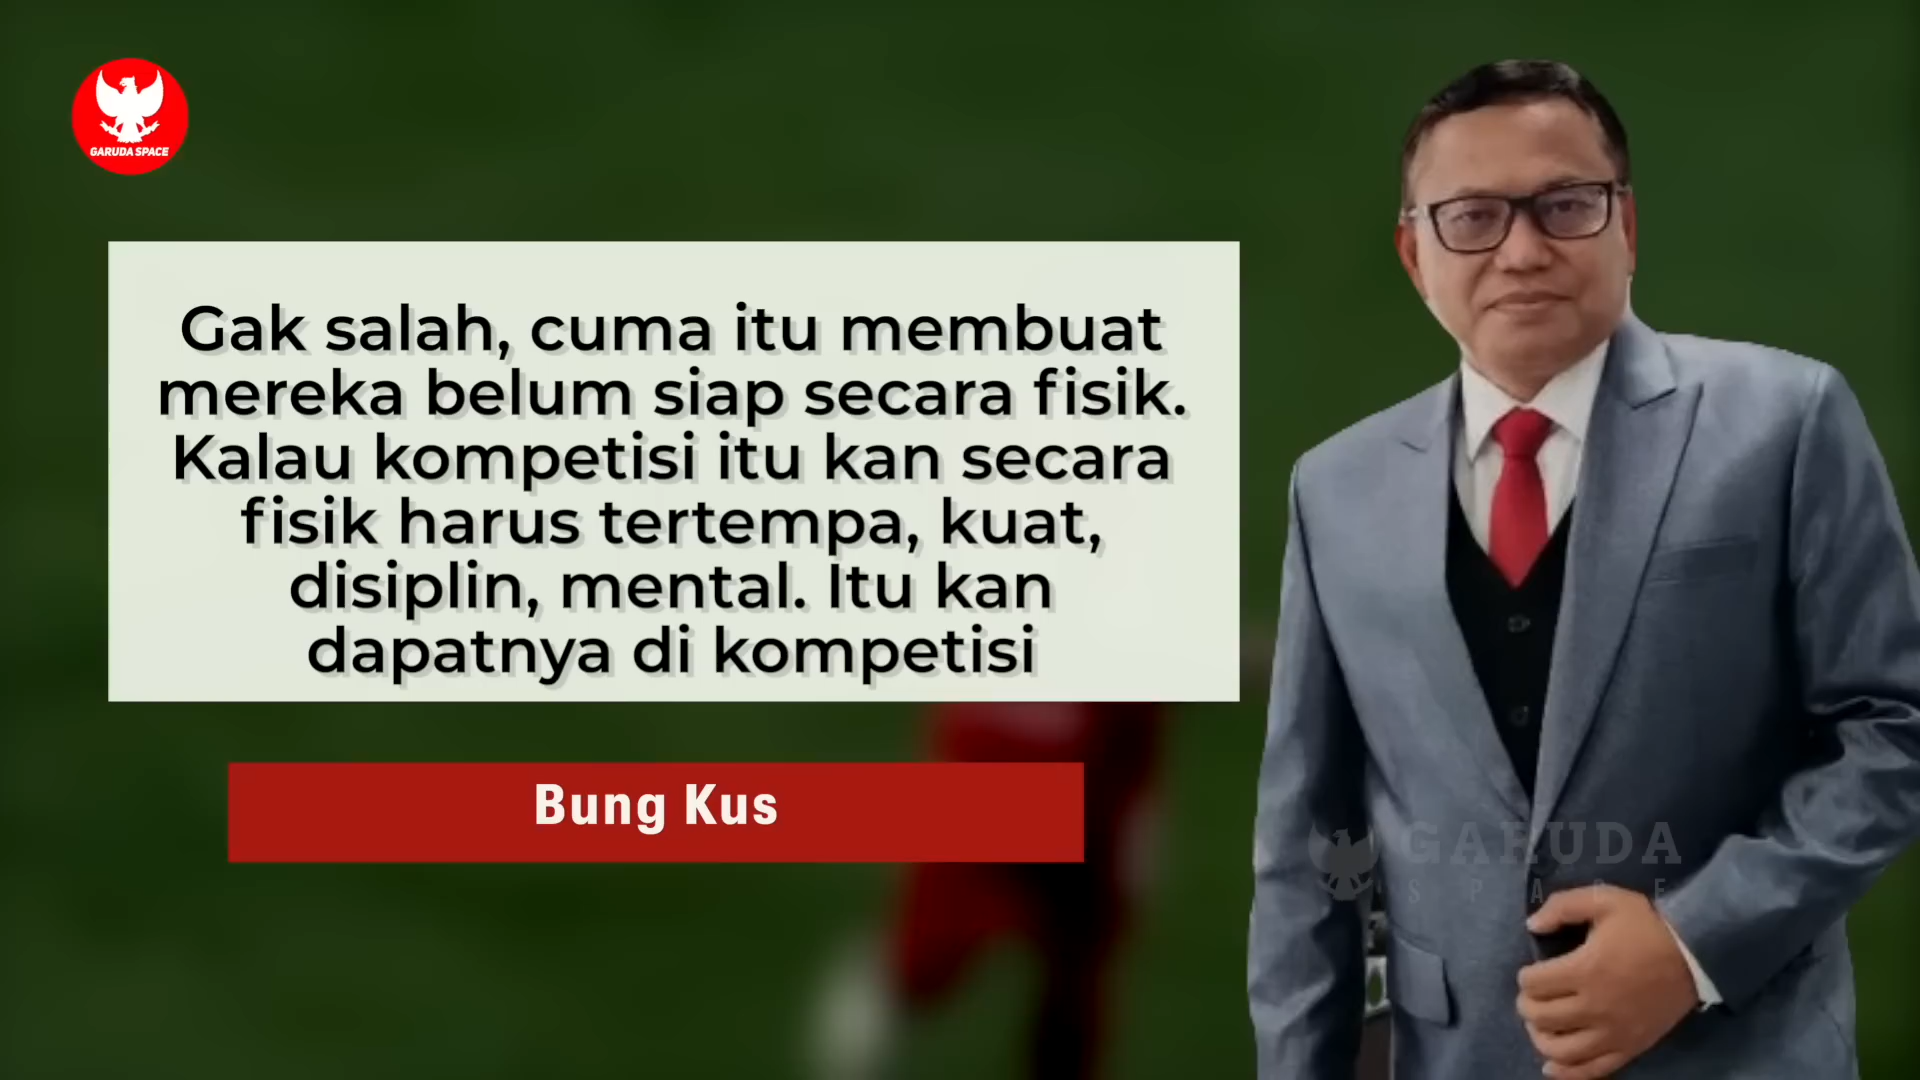 GARUDA SPACE
Gak salah, cuma itu membuat
mereka belum siap secara fisik.
Kalau kompetisi itu kan secara
fisik harus tertempa, kuat,
disiplin, mental. Itu kan
dapatnya di kompetisi
Bung Kus
GARUDA
SPACE